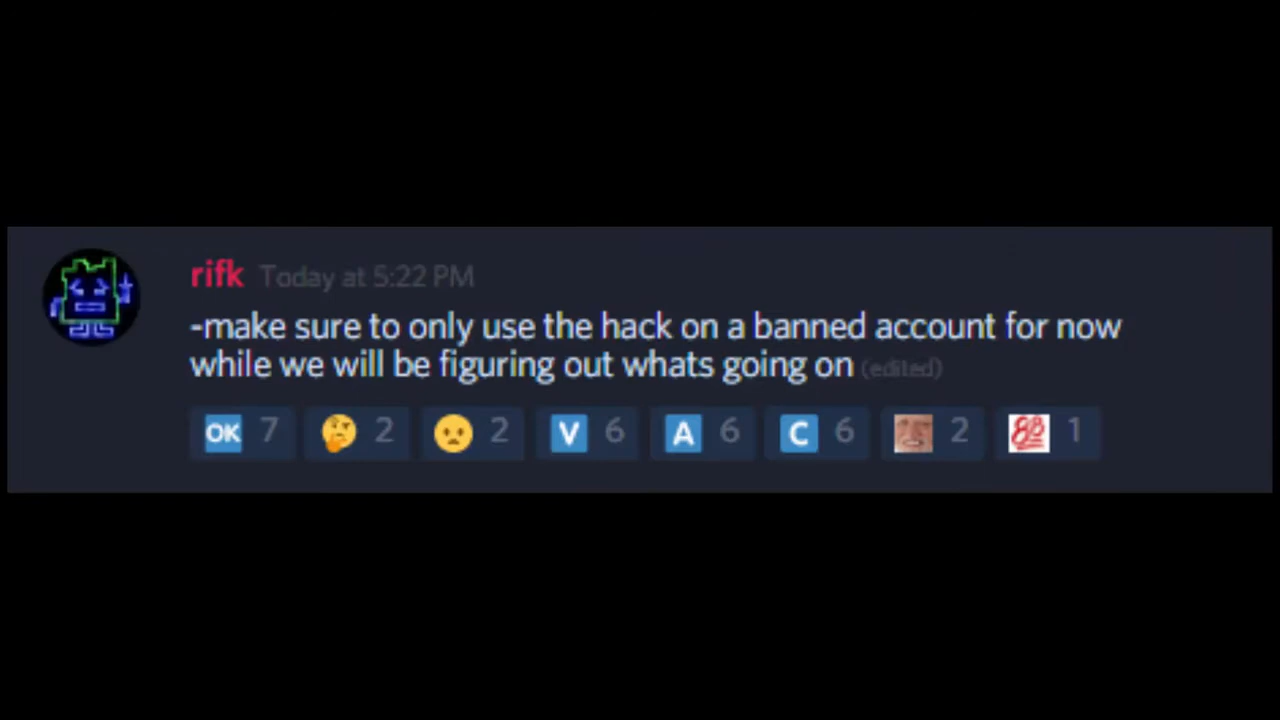 rifk Today at 5:22 PM
-make sure to only use the hack on a banned account for now
while we will be figuring out whats going on (edited)
OK 7 2 2 V 6 A 6 C 6 2 1